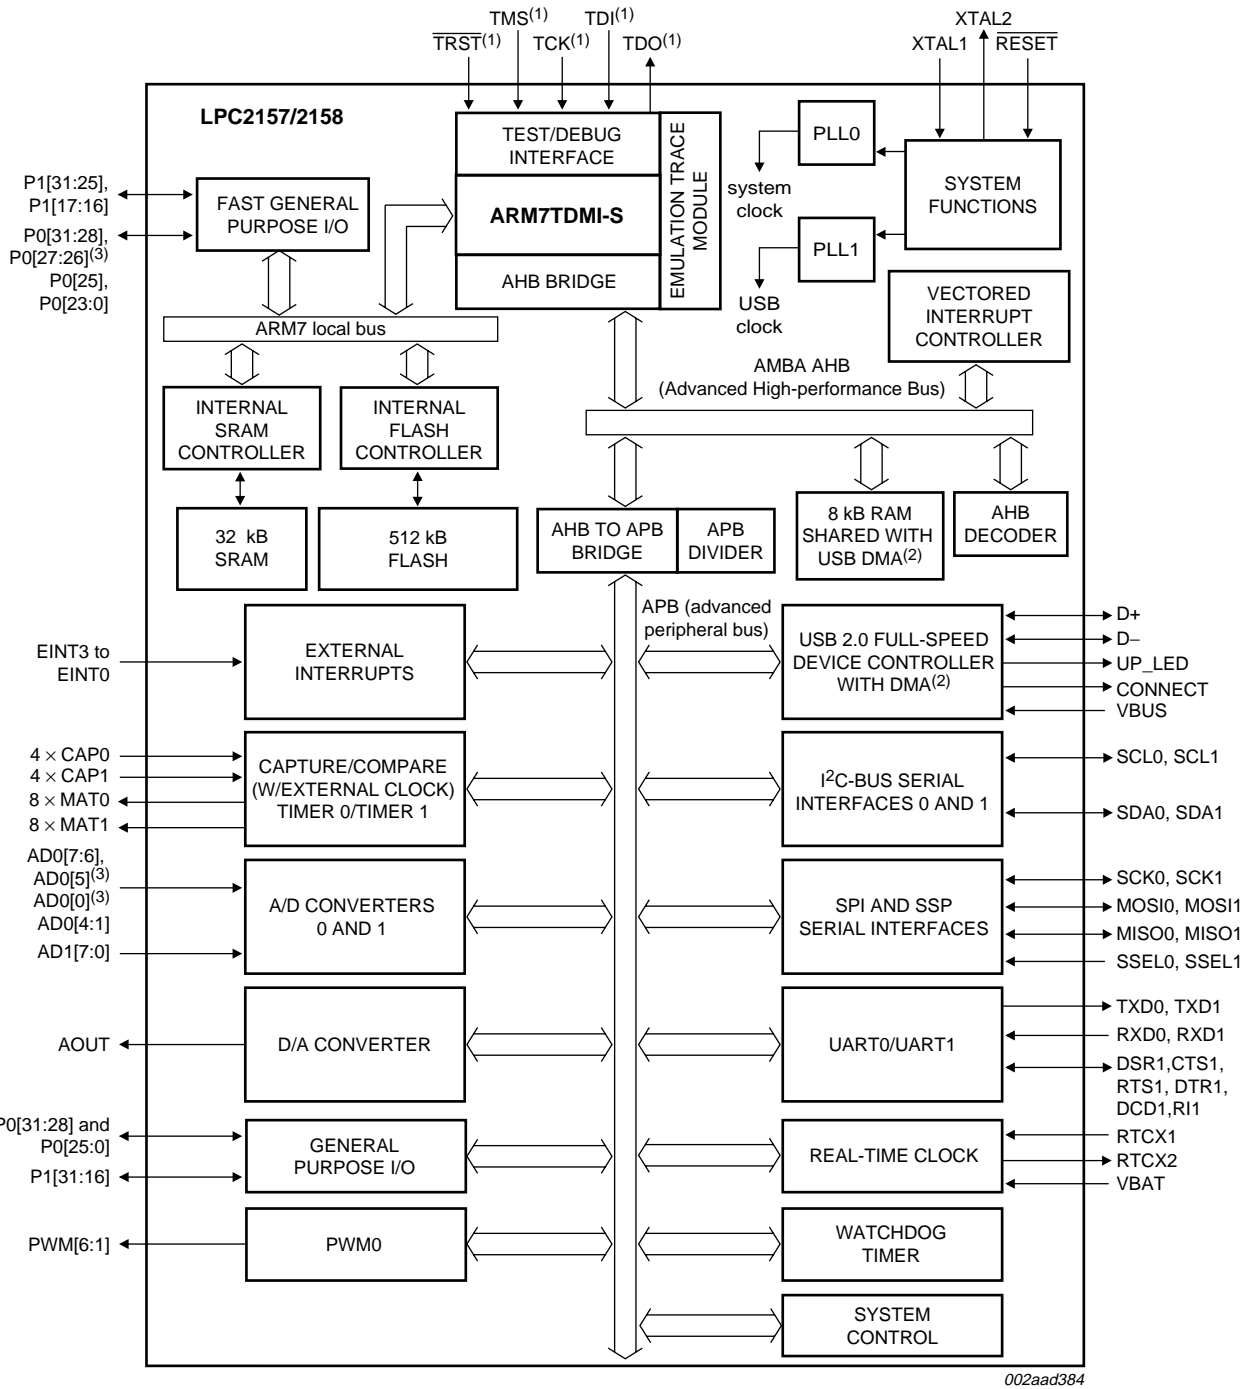 TMS(1) TDI(1) XTAL2
TRST(1) TCK(1) TDO(1) XTAL1 RESET
LPC2157/2158
TEST/DEBUG
INTERFACE
ARM7TDMI-S
AHB BRIDGE
EMULATION TRACE
MODULE
PLL0
system
clock
PLL1
USB
clock
SYSTEM
FUNCTIONS
P1[31:25],
P1[17:16]
P0[31:28],
P0[27:26](3)
P0[25],
P0[23:0]
FAST GENERAL
PURPOSE I/O
VECTORED
INTERRUPT
CONTROLLER
ARM7 local bus
AMBA AHB
(Advanced High-performance Bus)
INTERNAL
SRAM
CONTROLLER
INTERNAL
FLASH
CONTROLLER
32 kB
SRAM
512 kB
FLASH
AHB TO APB
BRIDGE
APB
DIVIDER
8 kB RAM
SHARED WITH
USB DMA(2)
AHB
DECODER
APB (advanced
peripheral bus)
EINT3 to
EINT0
EXTERNAL
INTERRUPTS
USB 2.0 FULL-SPEED
DEVICE CONTROLLER
WITH DMA(2)
D+
D−
UP_LED
CONNECT
VBUS
4 × CAP0
4 × CAP1
8 × MAT0
8 × MAT1
CAPTURE/COMPARE
(W/EXTERNAL CLOCK)
TIMER 0/TIMER 1
I2C-BUS SERIAL
INTERFACES 0 AND 1
SCL0, SCL1
SDA0, SDA1
AD0[7:6],
AD0[5](3)
AD0[0](3)
AD0[4:1]
AD1[7:0]
A/D CONVERTERS
0 AND 1
SPI AND SSP
SERIAL INTERFACES
SCK0, SCK1
MOSI0, MOSI1
MISO0, MISO1
SSEL0, SSEL1
AOUT
D/A CONVERTER
UART0/UART1
TXD0, TXD1
RXD0, RXD1
DSR1,CTS1,
RTS1, DTR1,
DCD1,RI1
P0[31:28] and
P0[25:0]
P1[31:16]
GENERAL
PURPOSE I/O
REAL-TIME CLOCK
RTCX1
RTCX2
VBAT
PWM[6:1]
PWM0
WATCHDOG
TIMER
SYSTEM
CONTROL
002aad384